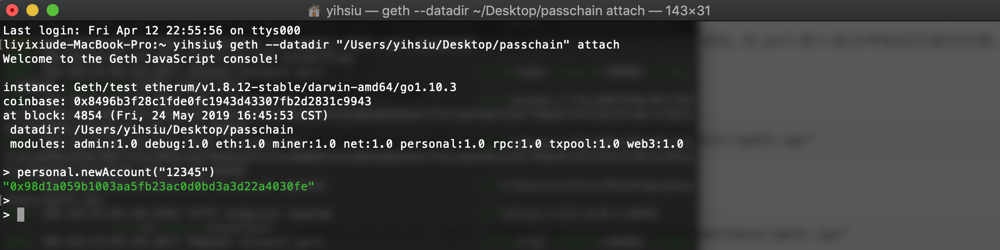 yihsiu — geth --datadir ~/Desktop/passchain attach — 143×31
Last login: Fri Apr 12 22:55:56 on ttys000
[liyixiude-MacBook-Pro:~ yihsiu$ geth --datadir "/Users/yihsiu/Desktop/passchain" attach
Welcome to the Geth JavaScript console!
instance: Geth/test etherum/v1.8.12-stable/darwin-amd64/go1.10.3
coinbase: 0x8496b3f28c1fde0fc1943d43307fb2d2831c9943
at block: 4854 (Fri, 24 May 2019 16:45:53 CST)
datadir: /Users/yihsiu/Desktop/passchain
modules: admin:1.0 debug:1.0 eth:1.0 miner:1.0 net:1.0 personal:1.0 rpc:1.0 txpool:1.0 web3:1.0
> personal.newAccount("12345")
"0x98d1a059b1003aa5fb23ac0d0bd3a3d22a4030fe"
[>
>